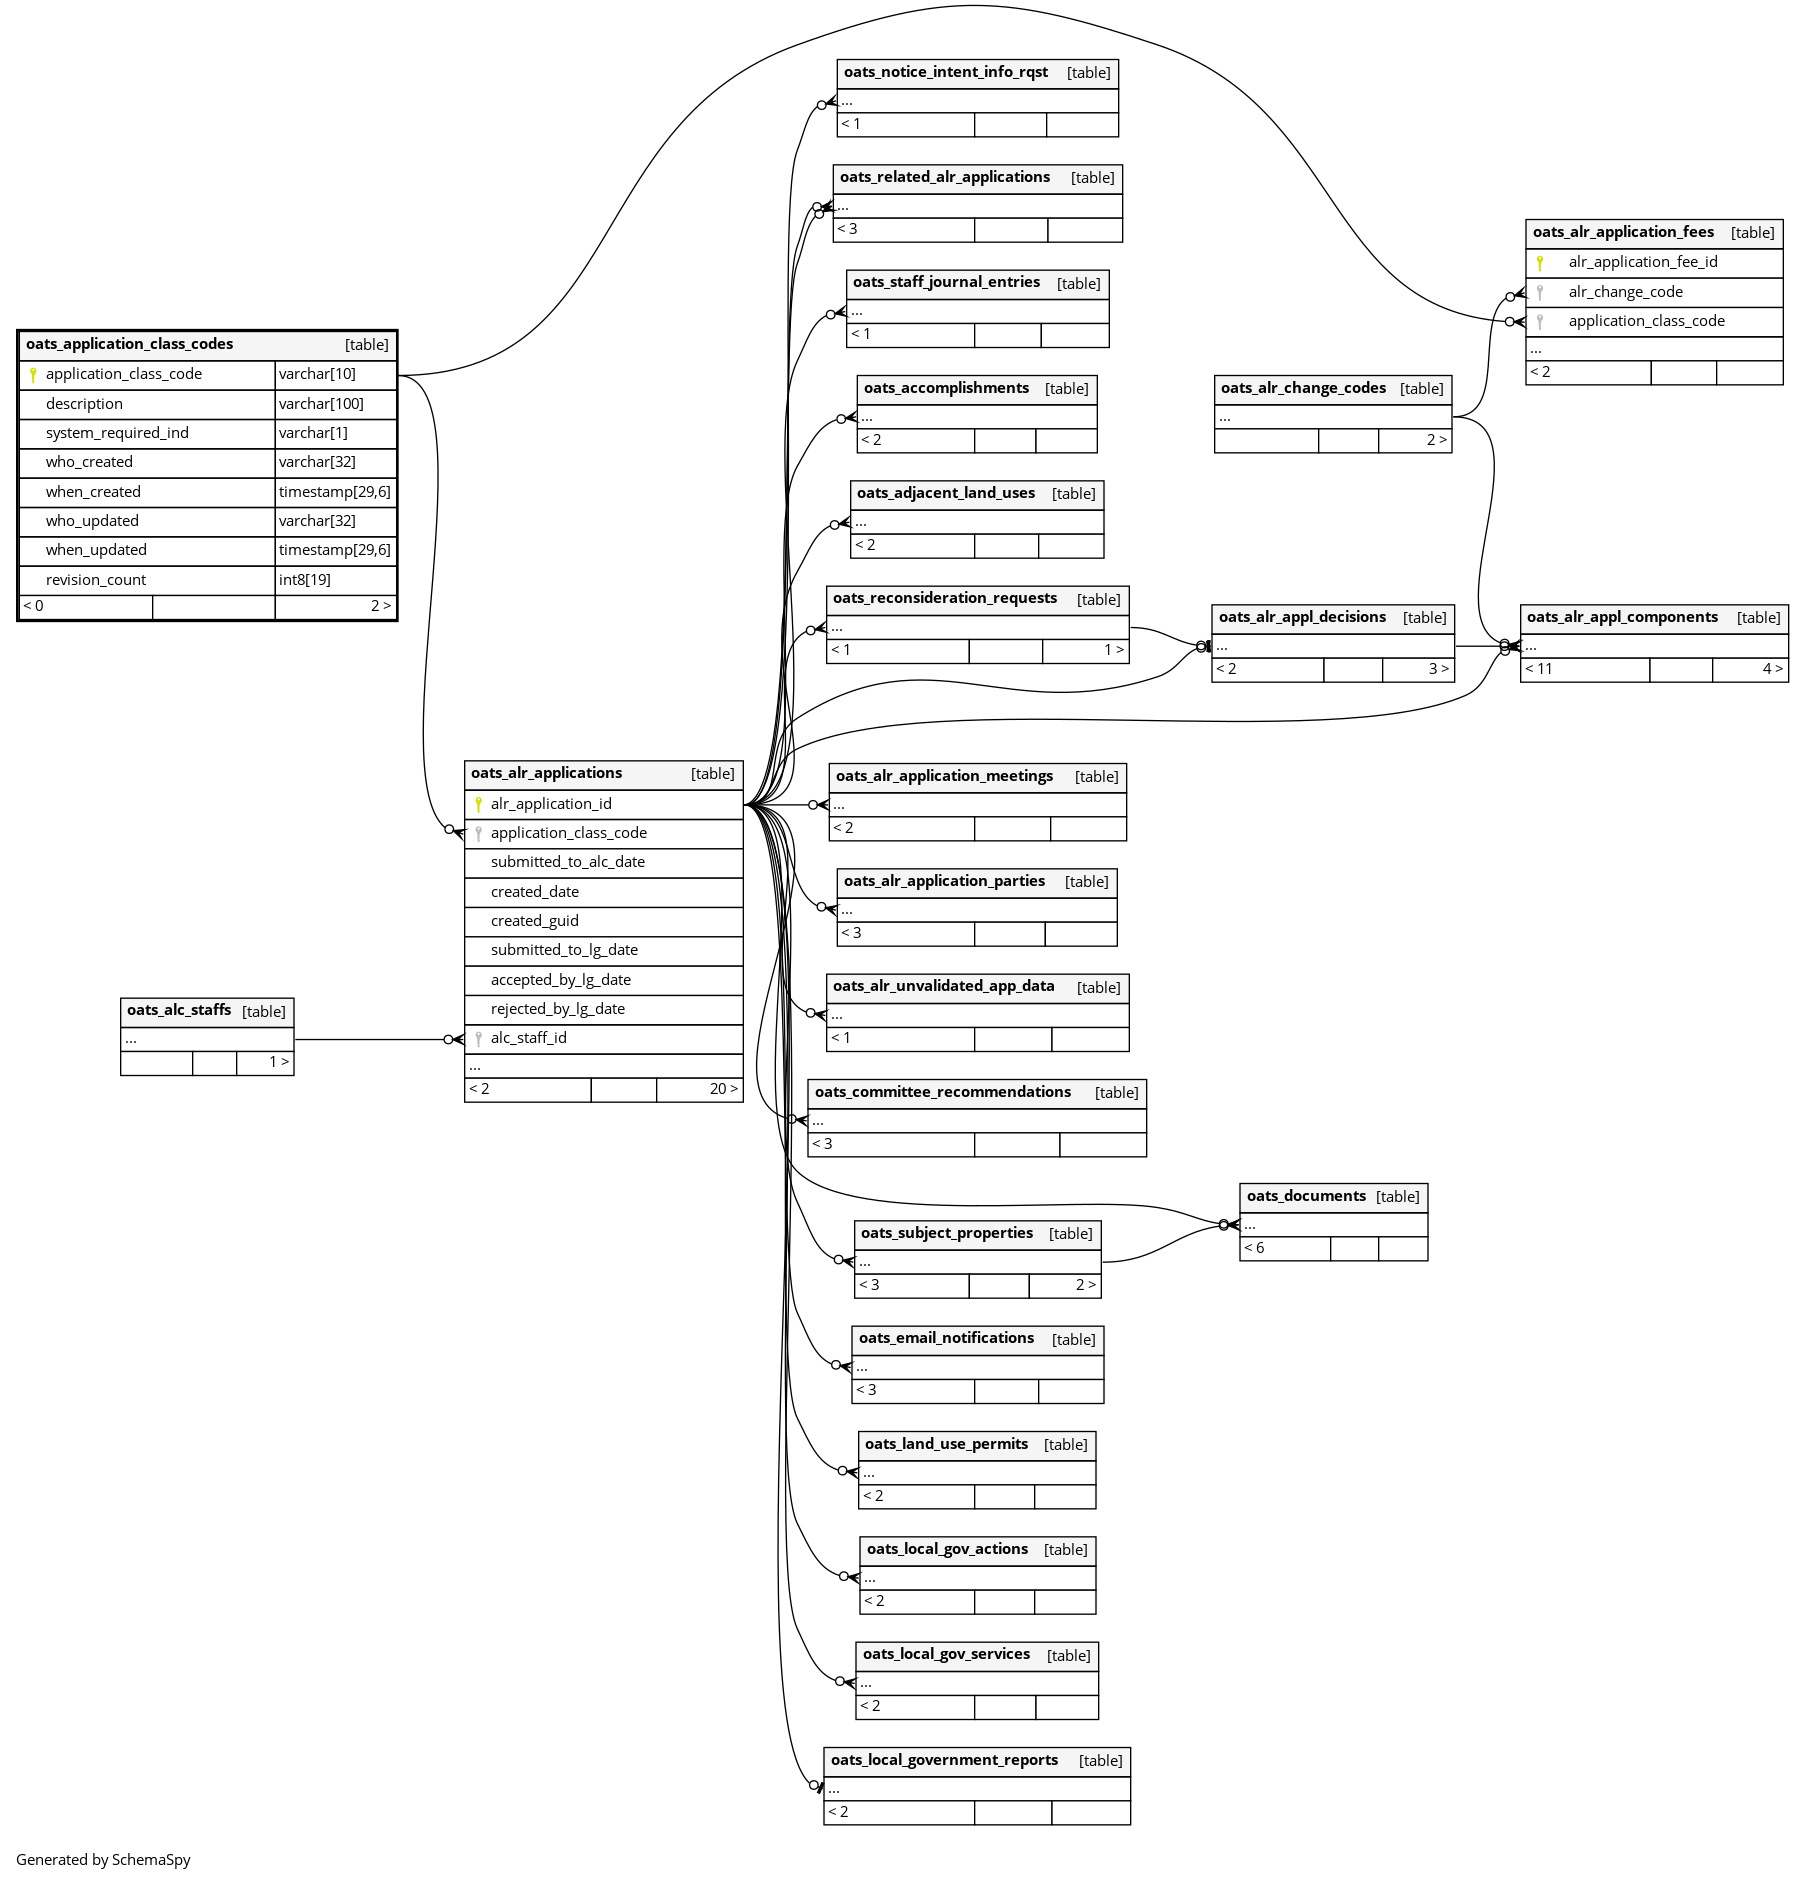 oats_notice_intent_info_rqst [table]
...
< 1
oats_related_alr_applications [table]
...
< 3
oats_alr_application_fees [table]
alr_application_fee_id
alr_change_code
application_class_code
...
< 2
oats_staff_journal_entries [table]
...
< 1
oats_application_class_codes [table]
application_class_code varchar[10]
description varchar[100]
system_required_ind varchar[1]
who_created varchar[32]
when_created timestamp[29,6]
who_updated varchar[32]
when_updated timestamp[29,6]
revision_count int8[19]
< 0 2 >
oats_accomplishments [table]
...
< 2
oats_alr_change_codes [table]
...
2 >
oats_adjacent_land_uses [table]
...
< 2
oats_reconsideration_requests [table]
...
< 1 1 >
oats_alr_appl_decisions [table]
...
< 2 3 >
oats_alr_appl_components [table]
...
< 11 4 >
oats_alr_applications [table]
alr_application_id
application_class_code
submitted_to_alc_date
created_date
created_guid
submitted_to_lg_date
accepted_by_lg_date
rejected_by_lg_date
alc_staff_id
...
< 2 20 >
oats_alr_application_meetings [table]
...
< 2
oats_alr_application_parties [table]
...
< 3
oats_alr_unvalidated_app_data [table]
...
< 1
oats_alc_staffs [table]
...
1 >
oats_committee_recommendations [table]
...
< 3
oats_documents [table]
...
< 6
oats_subject_properties [table]
...
< 3 2 >
oats_email_notifications [table]
...
< 3
oats_land_use_permits [table]
...
< 2
oats_local_gov_actions [table]
...
< 2
oats_local_gov_services [table]
...
< 2
oats_local_government_reports [table]
...
< 2
Generated by SchemaSpy